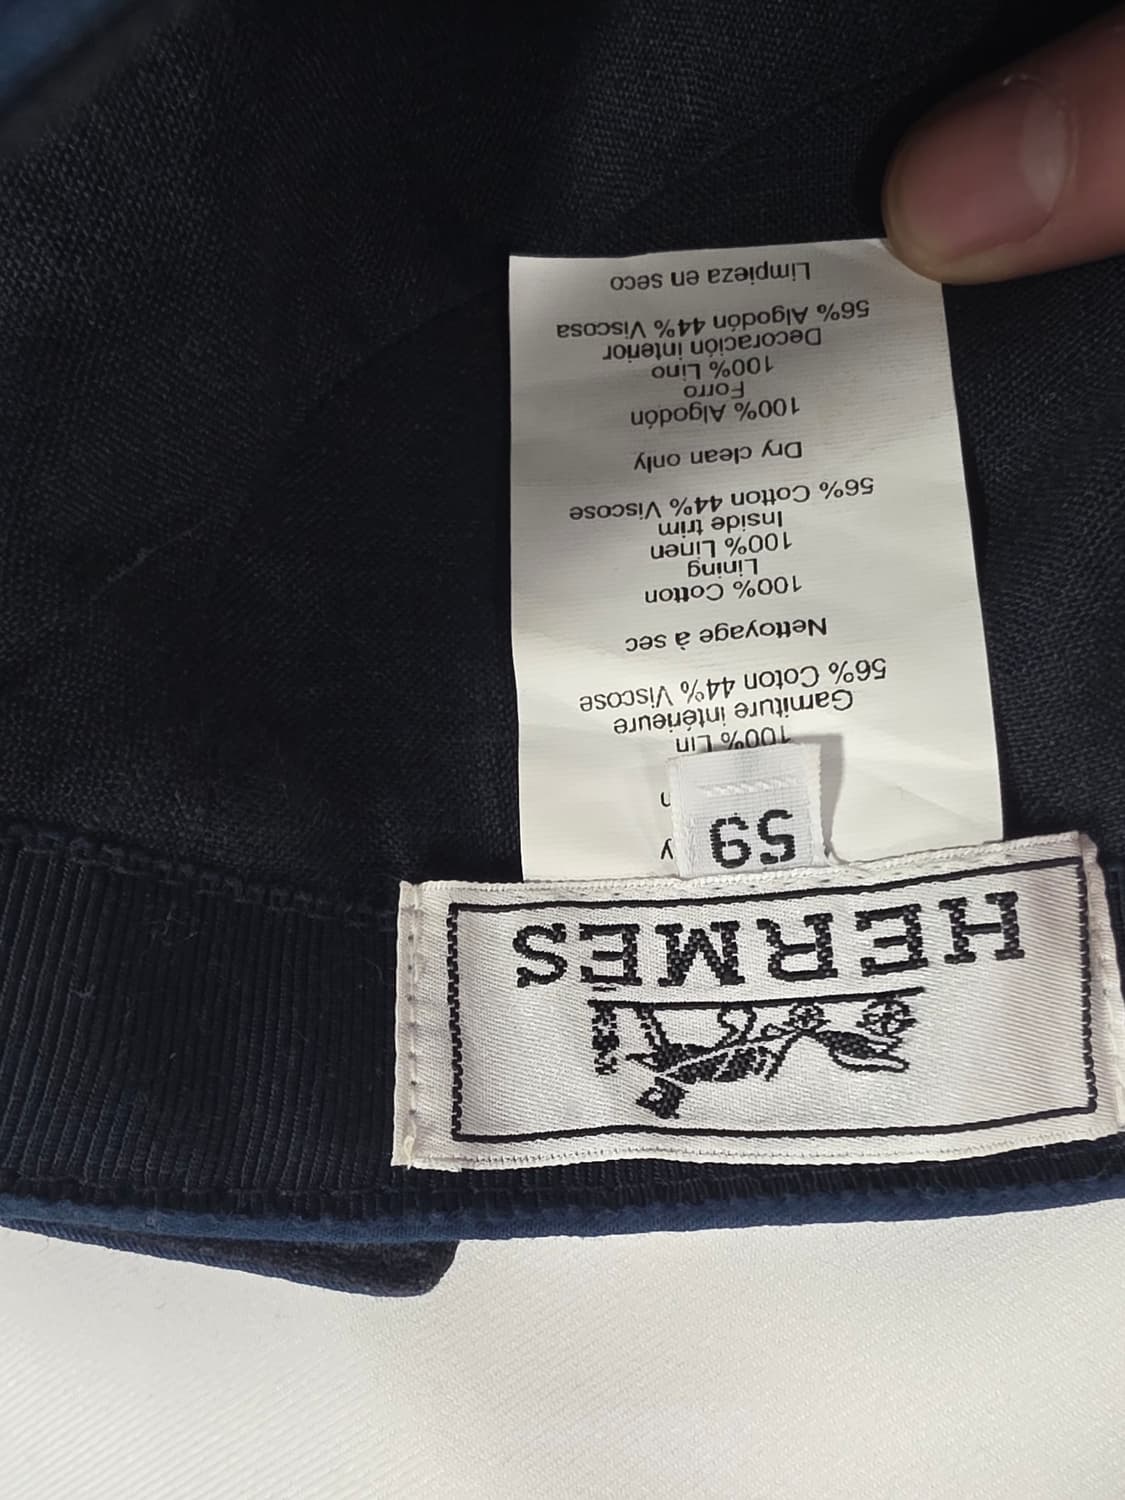 HERMÈS
59
100% Lin
Garniture intérieure
56% Coton 44% Viscose
Nettoyage à sec
100% Cotton
Lining
100% Linen
Inside trim
56% Cotton 44% Viscose
Dry clean only
100% Algodón
Forro
100% Lino
Decoración interior
56% Algodón 44% Viscosa
Limpieza en seco